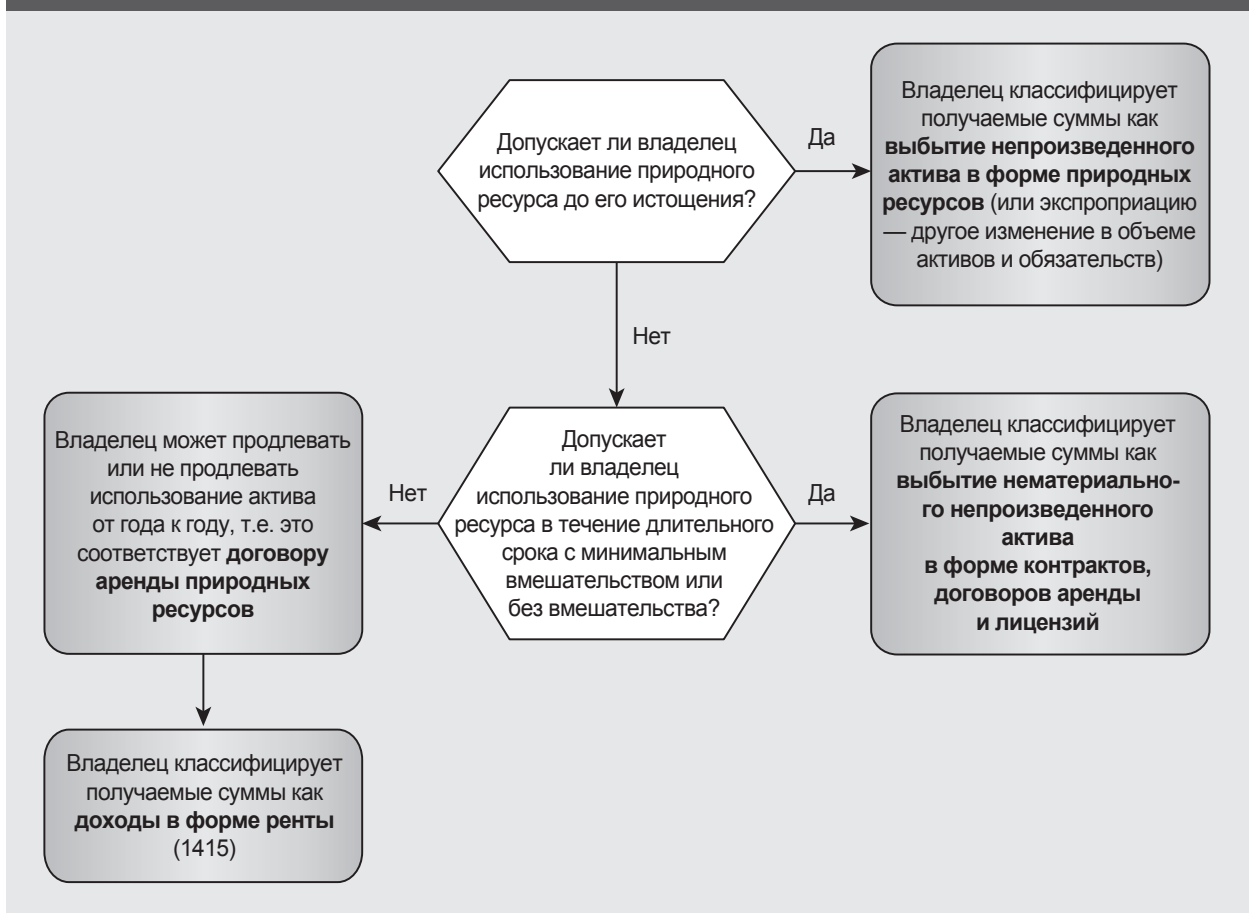 Допускает ли владелец
использование природного
ресурса до его истощения?
Да
Владелец классифицирует
получаемые суммы как
выбытие непроизведенного
актива в форме природных
ресурсов (или экспроприацию
— другое изменение в объеме
активов и обязательств)
Нет
Владелец может продлевать
или не продлевать
использование актива
от года к году, т.е. это
соответствует договору
аренды природных
ресурсов
Нет
Допускает
ли владелец
использование природного
ресурса в течение длительного
срока с минимальным
вмешательством или
без вмешательства?
Да
Владелец классифицирует
получаемые суммы как
выбытие нематериально-
го непроизведенного
актива
в форме контрактов,
договоров аренды
и лицензий
Владелец классифицирует
получаемые суммы как
доходы в форме ренты
(1415)